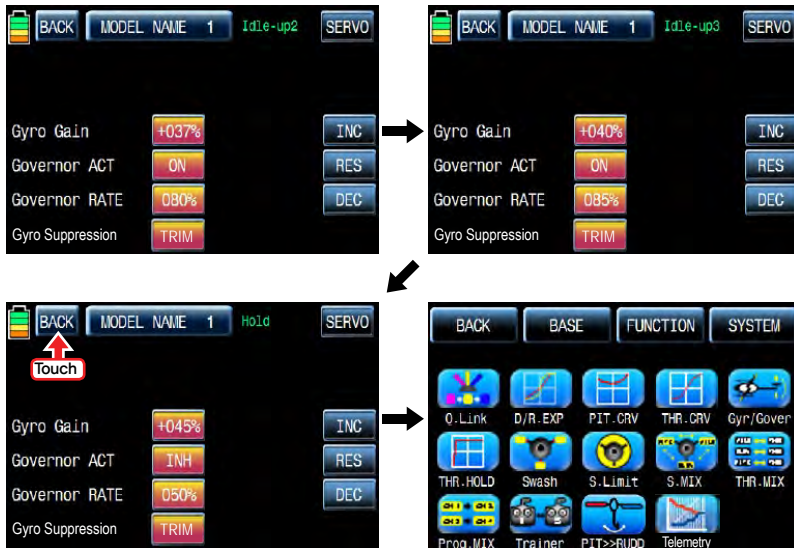 BACK MODEL NAME 1 Idle-up2 SERVO
Gyro Gain +037% INC
Governor ACT ON RES
Governor RATE 080% DEC
Gyro Suppression TRIM
BACK MODEL NAME 1 Idle-up3 SERVO
Gyro Gain +040% INC
Governor ACT ON RES
Governor RATE 085% DEC
Gyro Suppression TRIM
BACK MODEL NAME 1 Hold SERVO
Touch
Gyro Gain +045% INC
Governor ACT INH RES
Governor RATE 050% DEC
Gyro Suppression TRIM
BACK BASE FUNCTION SYSTEM
Q.Link D/R.EXP PIT.CRV THR.CRV Gyr/Gover
THR.HOLD Swash S.Limit S.MIX THR.MIX
CH1 CH2
CH3 CH4
Prog.MIX Trainer PIT>>RUDD Telemetry